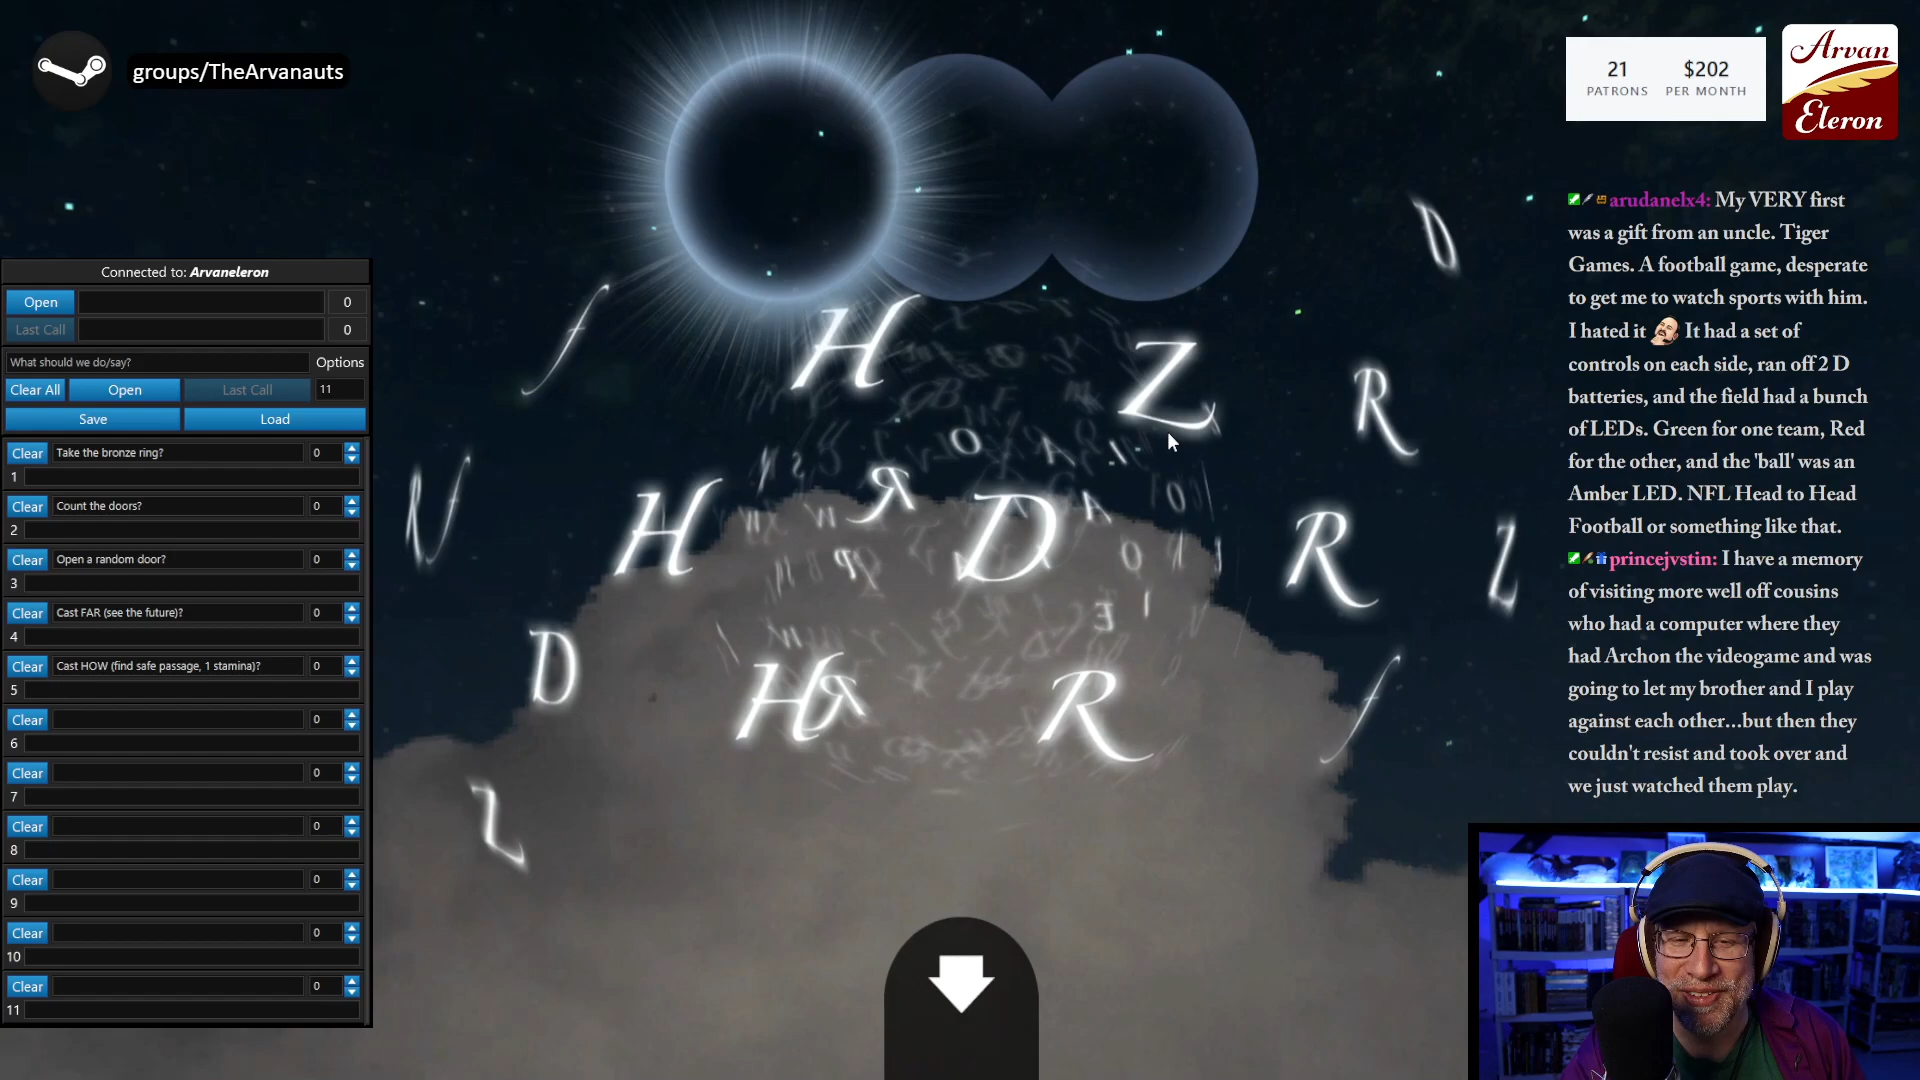 groups/TheArvanauts
21
PATRONS
$202
PER MONTH
Arvan
Eleron
Connected to: Arvaneleron
Open
0
Last Call
0
What should we do/say?
Options
Clear All
Open
Last Call
11
Save
Load
Clear
Take the bronze ring?
0
1
Clear
Count the doors?
0
2
Clear
Open a random door?
0
3
Clear
Cast FAR (see the future)?
0
4
Clear
Cast HOW (find safe passage, 1 stamina)?
0
5
Clear
0
6
Clear
0
7
Clear
0
8
Clear
0
9
Clear
0
10
Clear
0
11
H
Z
R
D
H
R
D
R
D
H
R
R
arudanelx4: My VERY first
was a gift from an uncle. Tiger
Games. A football game, desperate
to get me to watch sports with him.
I hated it It had a set of
controls on each side, ran off 2 D
batteries, and the field had a bunch
of LEDs. Green for one team, Red
for the other, and the 'ball' was an
Amber LED. NFL Head to Head
Football or something like that.
princejvstin: I have a memory
of visiting more well off cousins
who had a computer where they
had Archon the videogame and was
going to let my brother and I play
against each other...but then they
couldn't resist and took over and
we just watched them play.